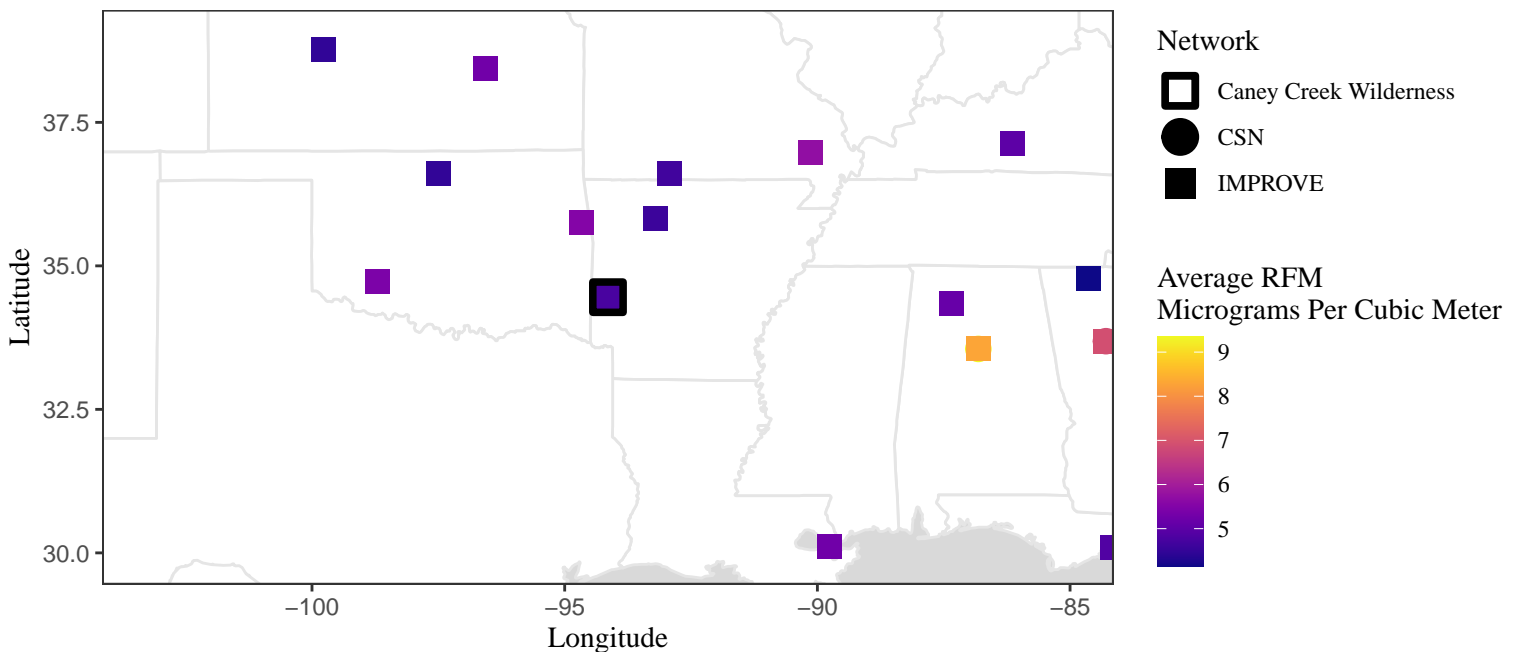 Network
Caney Creek Wilderness
CSN
IMPROVE
Average RFM
Micrograms Per Cubic Meter
9
8
7
6
5
Latitude
37.5
35.0
32.5
30.0
−100
−95
−90
−85
Longitude